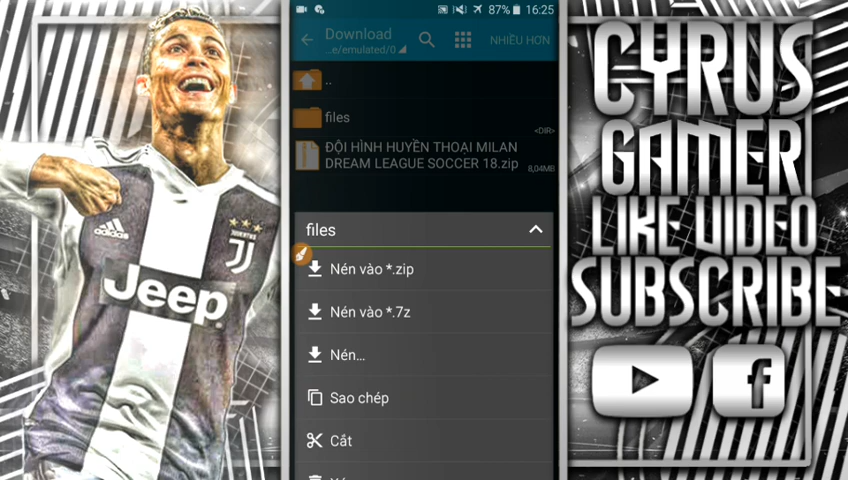 87% 16:25
Download
...e/emulated/0
NHIỀU HƠN
..
files
<DIR>
ĐỘI HÌNH HUYỀN THOẠI MILAN
DREAM LEAGUE SOCCER 18.zip
8,04MB
files
Nén vào *.zip
Nén vào *.7z
Nén...
Sao chép
Cắt
adidas
JJ
Jeep
CYRUS
GAMER
LIKE VIDEO
SUBSCRIBE
f